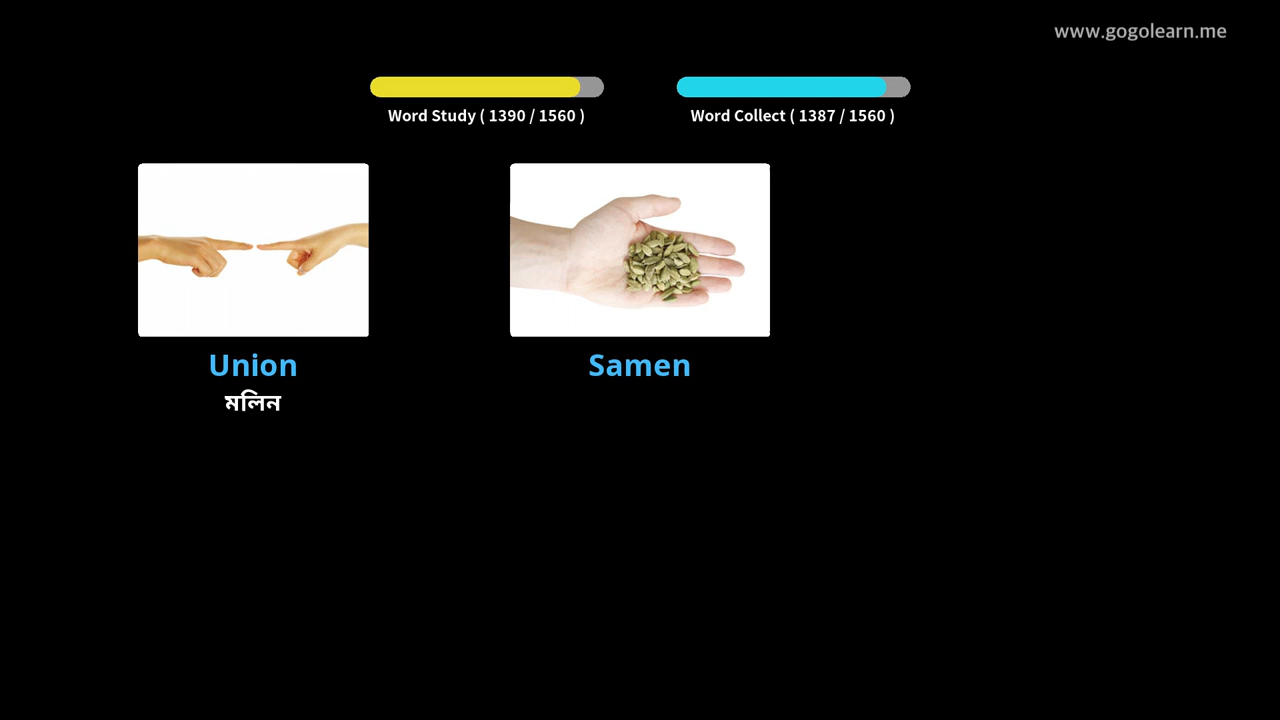 www.gogolearn.me
Word Study ( 1390 / 1560 )
Word Collect ( 1387 / 1560 )
Union
মলিন
Samen